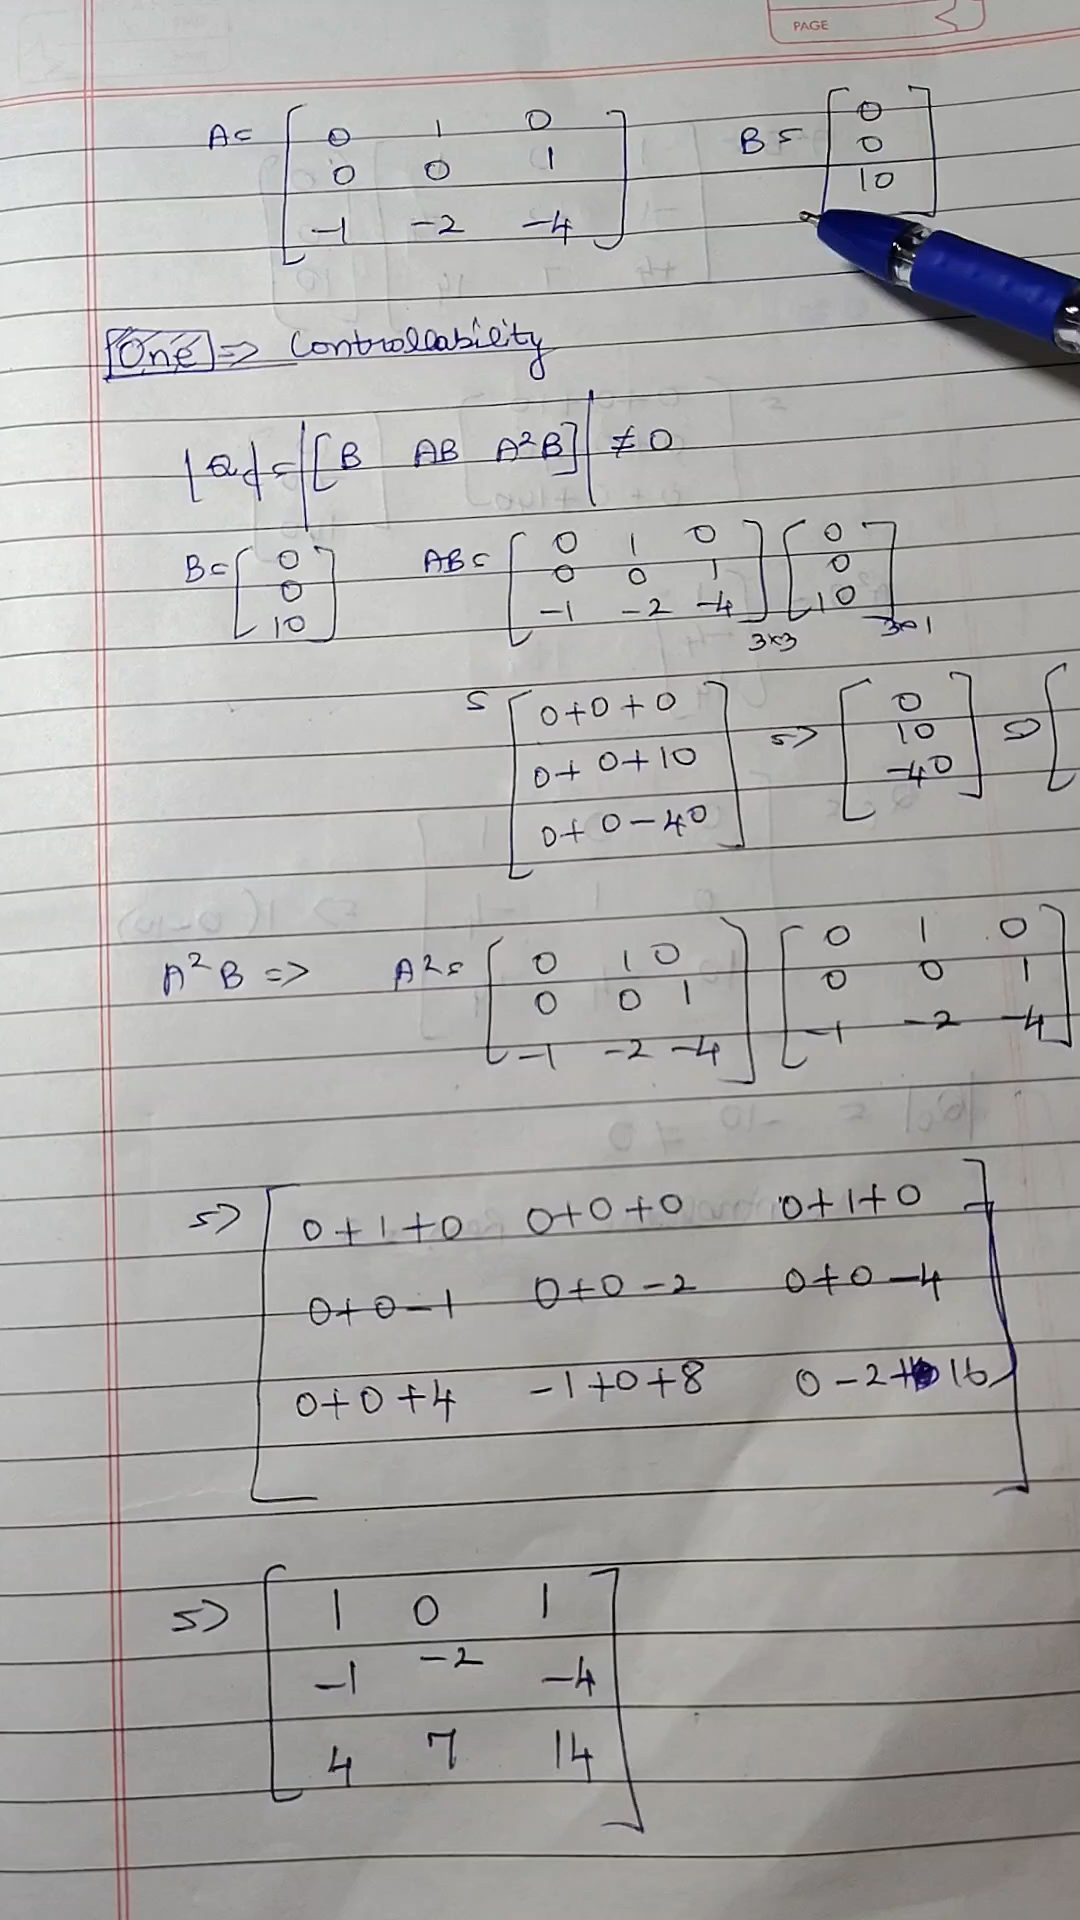 PAGE
A= [ 0 1 0 B= [ 0
0 0 1 0
-1 -2 -4 ] 10 ]
One => Controllability
|Q| = |[B AB A²B]| ≠ 0
B= [ 0 AB= [ 0 1 0 [ 0
0 0 0 1 0
10 ] -1 -2 -4 ] 3x3 10 ] 3x1
= [ 0+0+0 => [ 0
0+0+10 10
0+0-40 ] -40 ]
A²B => A²= [ 0 1 0 [ 0 1 0
0 0 1 0 0 1
-1 -2 -4 ] -1 -2 -4 ]
=> [ 0+1+0 0+0+0 0+1+0
0+0-1 0+0-2 0+0-4
0+0+4 -1+0+8 0-2+16 ]
=> [ 1 0 1
-1 -2 -4
4 7 14 ]